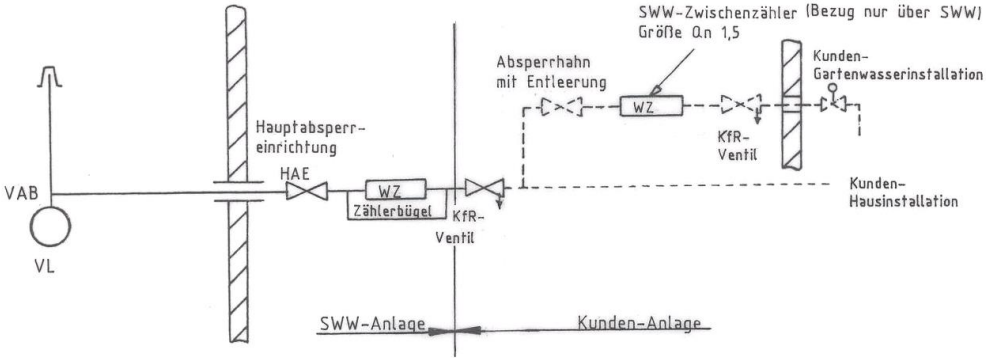 SWW-Zwischenzähler (Bezug nur über SWW)
Größe Qn 1,5
Absperrhahn
mit Entleerung
Kunden-
Gartenwasserinstallation
WZ
KfR-
Ventil
Hauptabsperr-
einrichtung
HAE
WZ
Zählerbügel
KfR-
Ventil
VAB
VL
Kunden-
Hausinstallation
SWW-Anlage
Kunden-Anlage